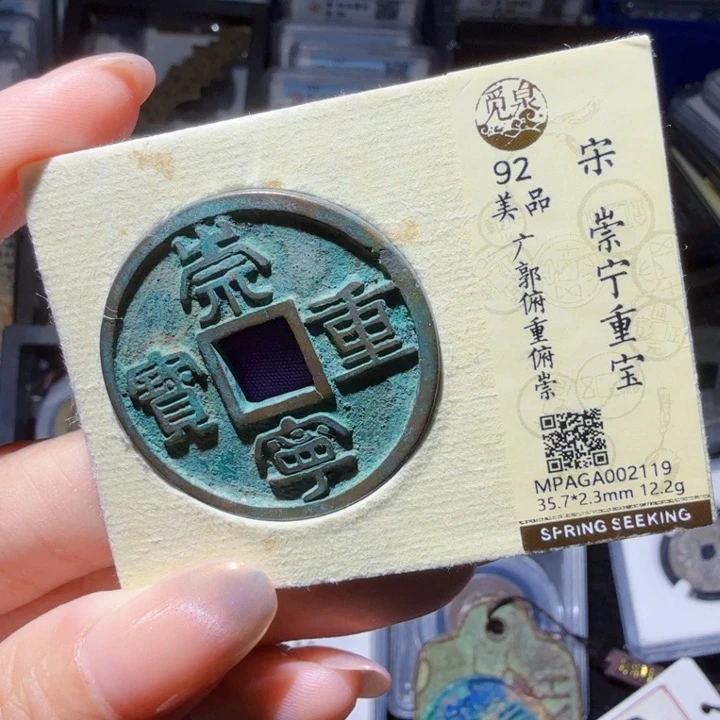 崇
重
寧
寶
觅泉
宋 崇宁重宝
92
美品
广郭俯重俯崇
MPAGA002119
35.7*2.3mm 12.2g
SPRING SEEKING